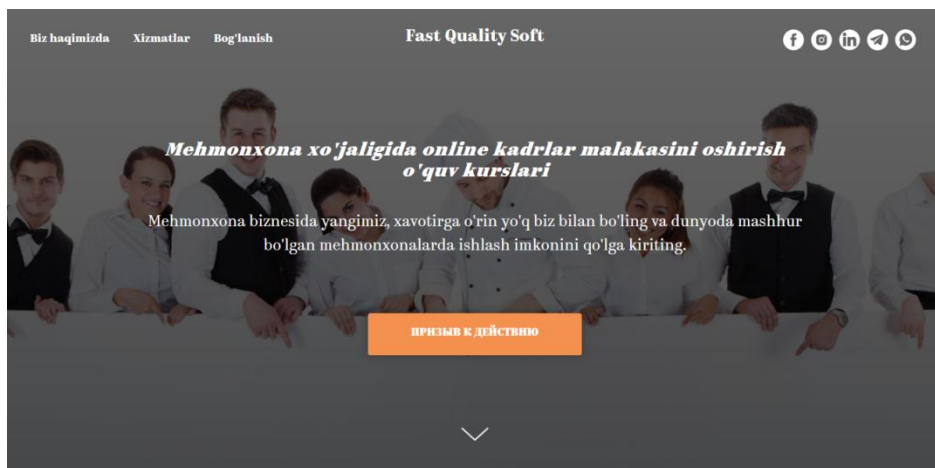 Biz haqimizda Xizmatlar Bog'lanish Fast Quality Soft
Mehmonxona xo'jaligida online kadrlar malakasini oshirish
o'quv kurslari
Mehmonxona biznesida yangimiz, xavotirga o'rin yo'q biz bilan bo'ling va dunyoda mashhur
bo'lgan mehmonxonalarda ishlash imkonini qo'lga kiriting.
ПРИЗЫВ К ДЕЙСТВИЮ